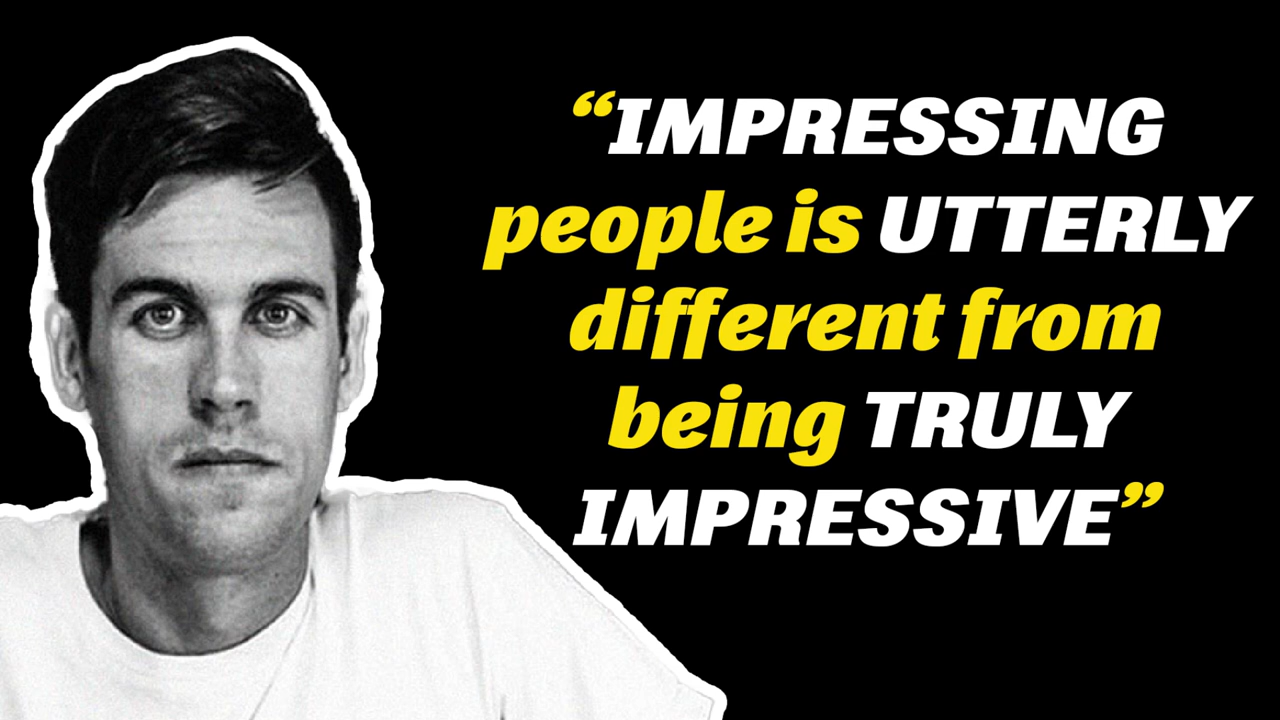 “IMPRESSING
people is UTTERLY
different from
being TRULY
IMPRESSIVE”